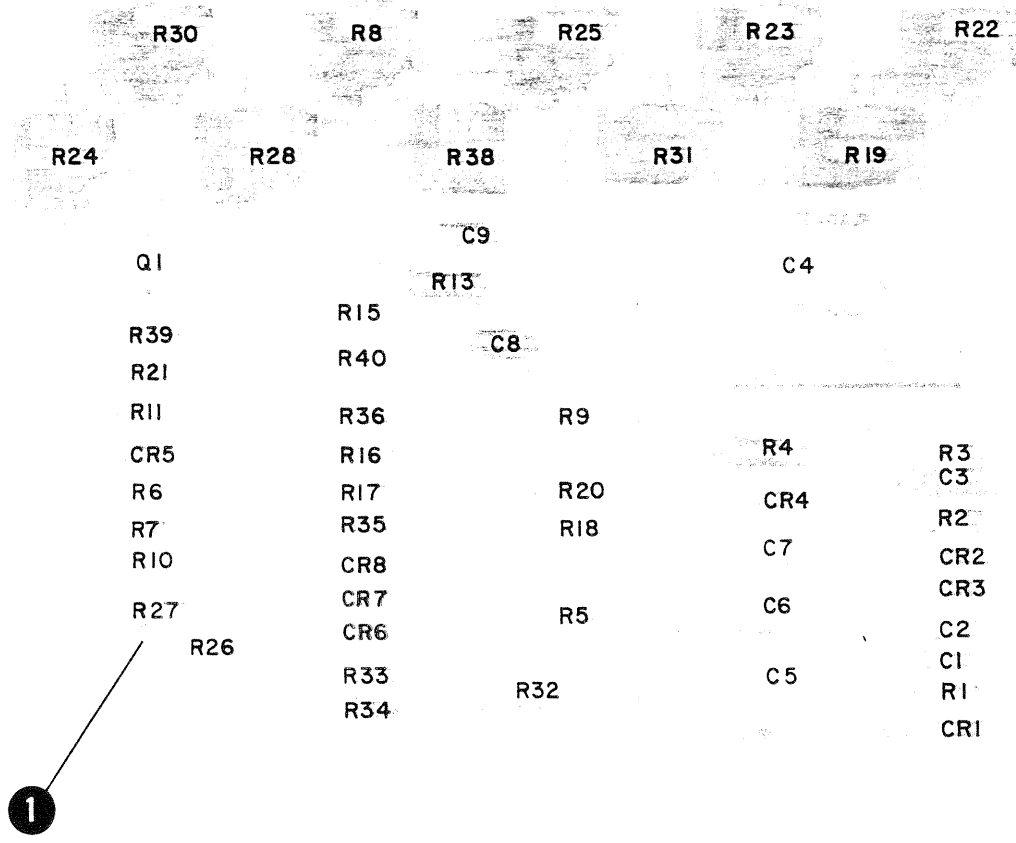 R30 R8 R25 R23 R22
R24 R28 R38 R31 R19
C9
Q1 C4
R13
R15
R39 C8
R40
R21
R11 R36 R9
R4 R3
CR5 R16
C3
R6 R17 R20 CR4
R2
R7 R35 R18
C7
R10 CR8 CR2
CR7 CR3
R27 C6
R5
CR6 C2
R26
C1
R33 C5
R32 R1
R34
CR1
1